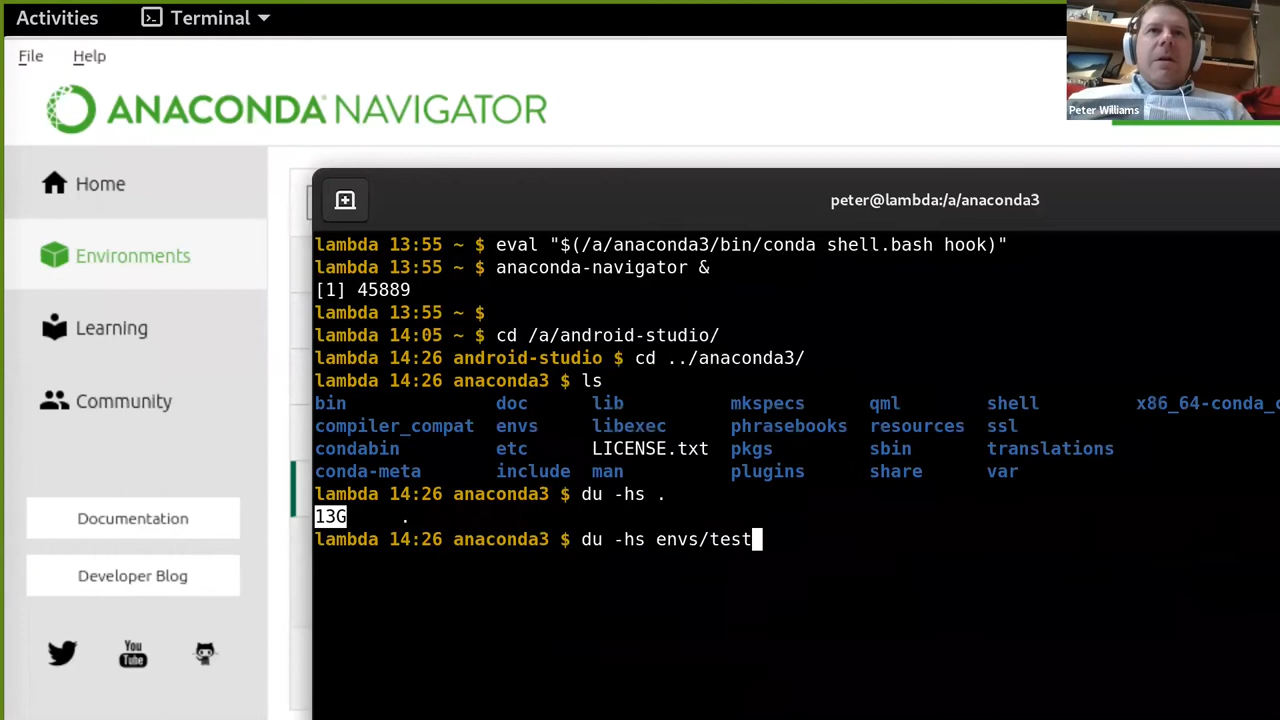 Activities
Terminal
File Help
ANACONDA NAVIGATOR
Peter Williams
Home
Environments
Learning
Community
Documentation
Developer Blog
You
Tube
peter@lambda:/a/anaconda3
lambda 13:55 ~ $ eval "$(/a/anaconda3/bin/conda shell.bash hook)"
lambda 13:55 ~ $ anaconda-navigator &
[1] 45889
lambda 13:55 ~ $
lambda 14:05 ~ $ cd /a/android-studio/
lambda 14:26 android-studio $ cd ../anaconda3/
lambda 14:26 anaconda3 $ ls
bin doc lib mkspecs qml shell
compiler_compat envs libexec phrasebooks resources ssl
condabin etc LICENSE.txt pkgs sbin translations
conda-meta include man plugins share var
lambda 14:26 anaconda3 $ du -hs .
13G .
lambda 14:26 anaconda3 $ du -hs envs/test